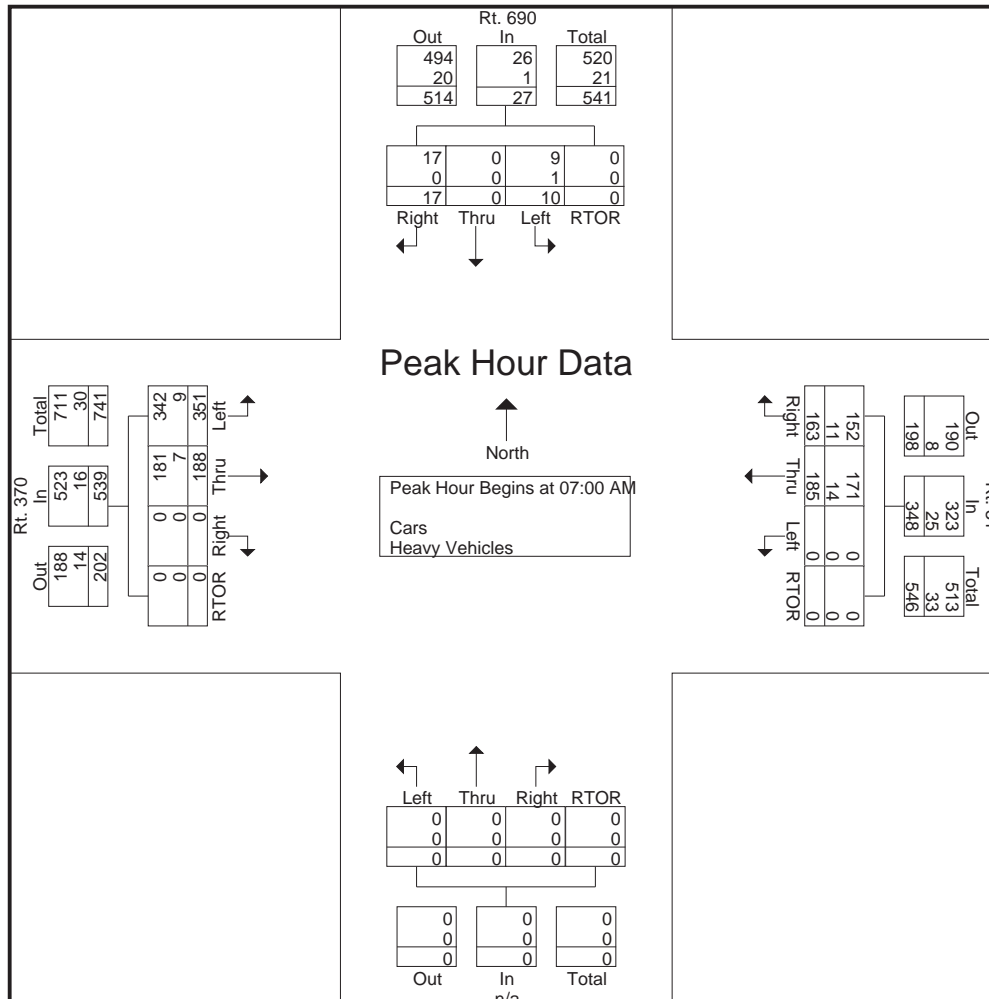 Rt. 690
Out In Total
494 26 520
20 1 21
514 27 541
17 0 9 0
0 0 1 0
17 0 10 0
Right Thru Left RTOR
Peak Hour Data
North
Peak Hour Begins at 07:00 AM
Cars
Heavy Vehicles
Rt. 370
Out In Total
188 523 711
14 16 30
202 539 741
RTOR Right Thru Left
0 0 181 342
0 0 7 9
0 0 188 351
Out In Total
190 323 513
8 25 33
198 348 546
152 171 0 0
11 14 0 0
163 185 0 0
Right Thru Left RTOR
Left Thru Right RTOR
0 0 0 0
0 0 0 0
0 0 0 0
0 0 0
0 0 0
0 0 0
Out In Total
n/a